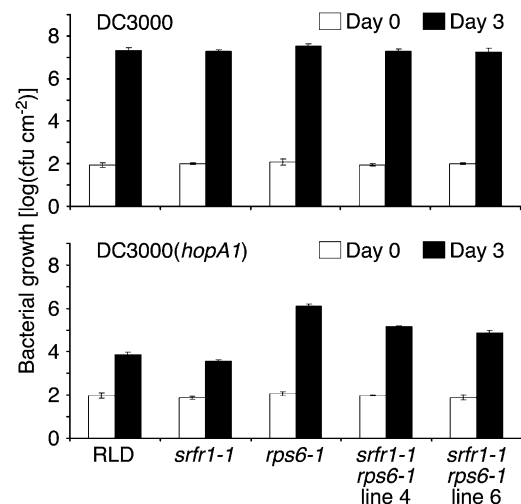 DC3000
Day 0
Day 3
8
6
4
2
0
Bacterial growth [log(cfu cm-2)]
DC3000(hopA1)
Day 0
Day 3
8
6
4
2
0
RLD
srfr1-1
rps6-1
srfr1-1
rps6-1
line 4
srfr1-1
rps6-1
line 6